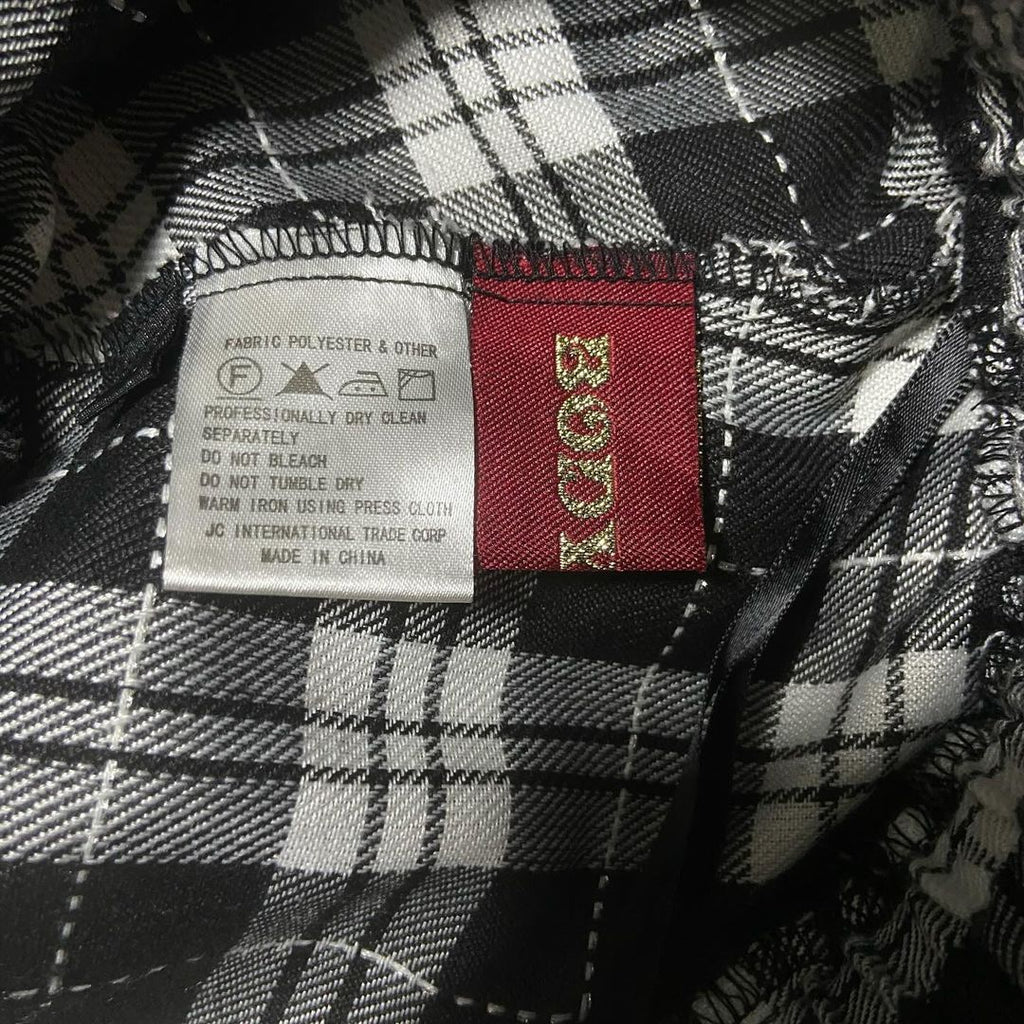 FABRIC POLYESTER & OTHER
F
PROFESSIONALLY DRY CLEAN
SEPARATELY
DO NOT BLEACH
DO NOT TUMBLE DRY
WARM IRON USING PRESS CLOTH
JC INTERNATIONAL TRADE CORP
MADE IN CHINA